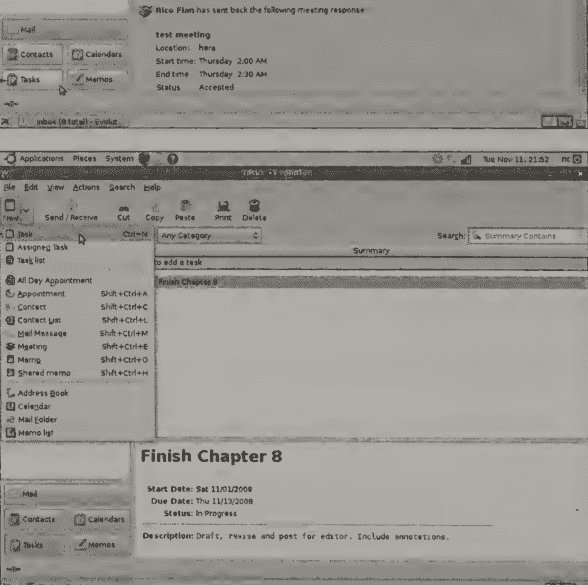 Rico Flan has sent back the following meeting response
test meeting
Location: here
Start time: Thursday 2:00 AM
End time Thursday 2:30 AM
Status Accepted
Mail
Contacts Calendars
Tasks Memos
Inbox (8 total) - Evolut...
Applications Places System Tue Nov 11, 21:52
File Edit View Actions Search Help
New Send / Receive Cut Copy Paste Print Delete
Task Ctrl+N Any Category Search: Summary Contains
Assigned Task
Summary
Task list
to add a task
All Day Appointment
Finish Chapter 8
Appointment Shift+Ctrl+A
Contact Shift+Ctrl+C
Contact List Shift+Ctrl+L
Mail Message Shift+Ctrl+M
Meeting Shift+Ctrl+E
Memo Shift+Ctrl+O
Shared memo Shift+Ctrl+H
Address Book
Calendar
Mail Folder
Memo list
Finish Chapter 8
Start Date: Sat 11/01/2008
Due Date: Thu 11/13/2008
Status: In Progress
Description: Draft, revise and post for editor. Include annotations.
Mail
Contacts Calendars
Tasks Memos